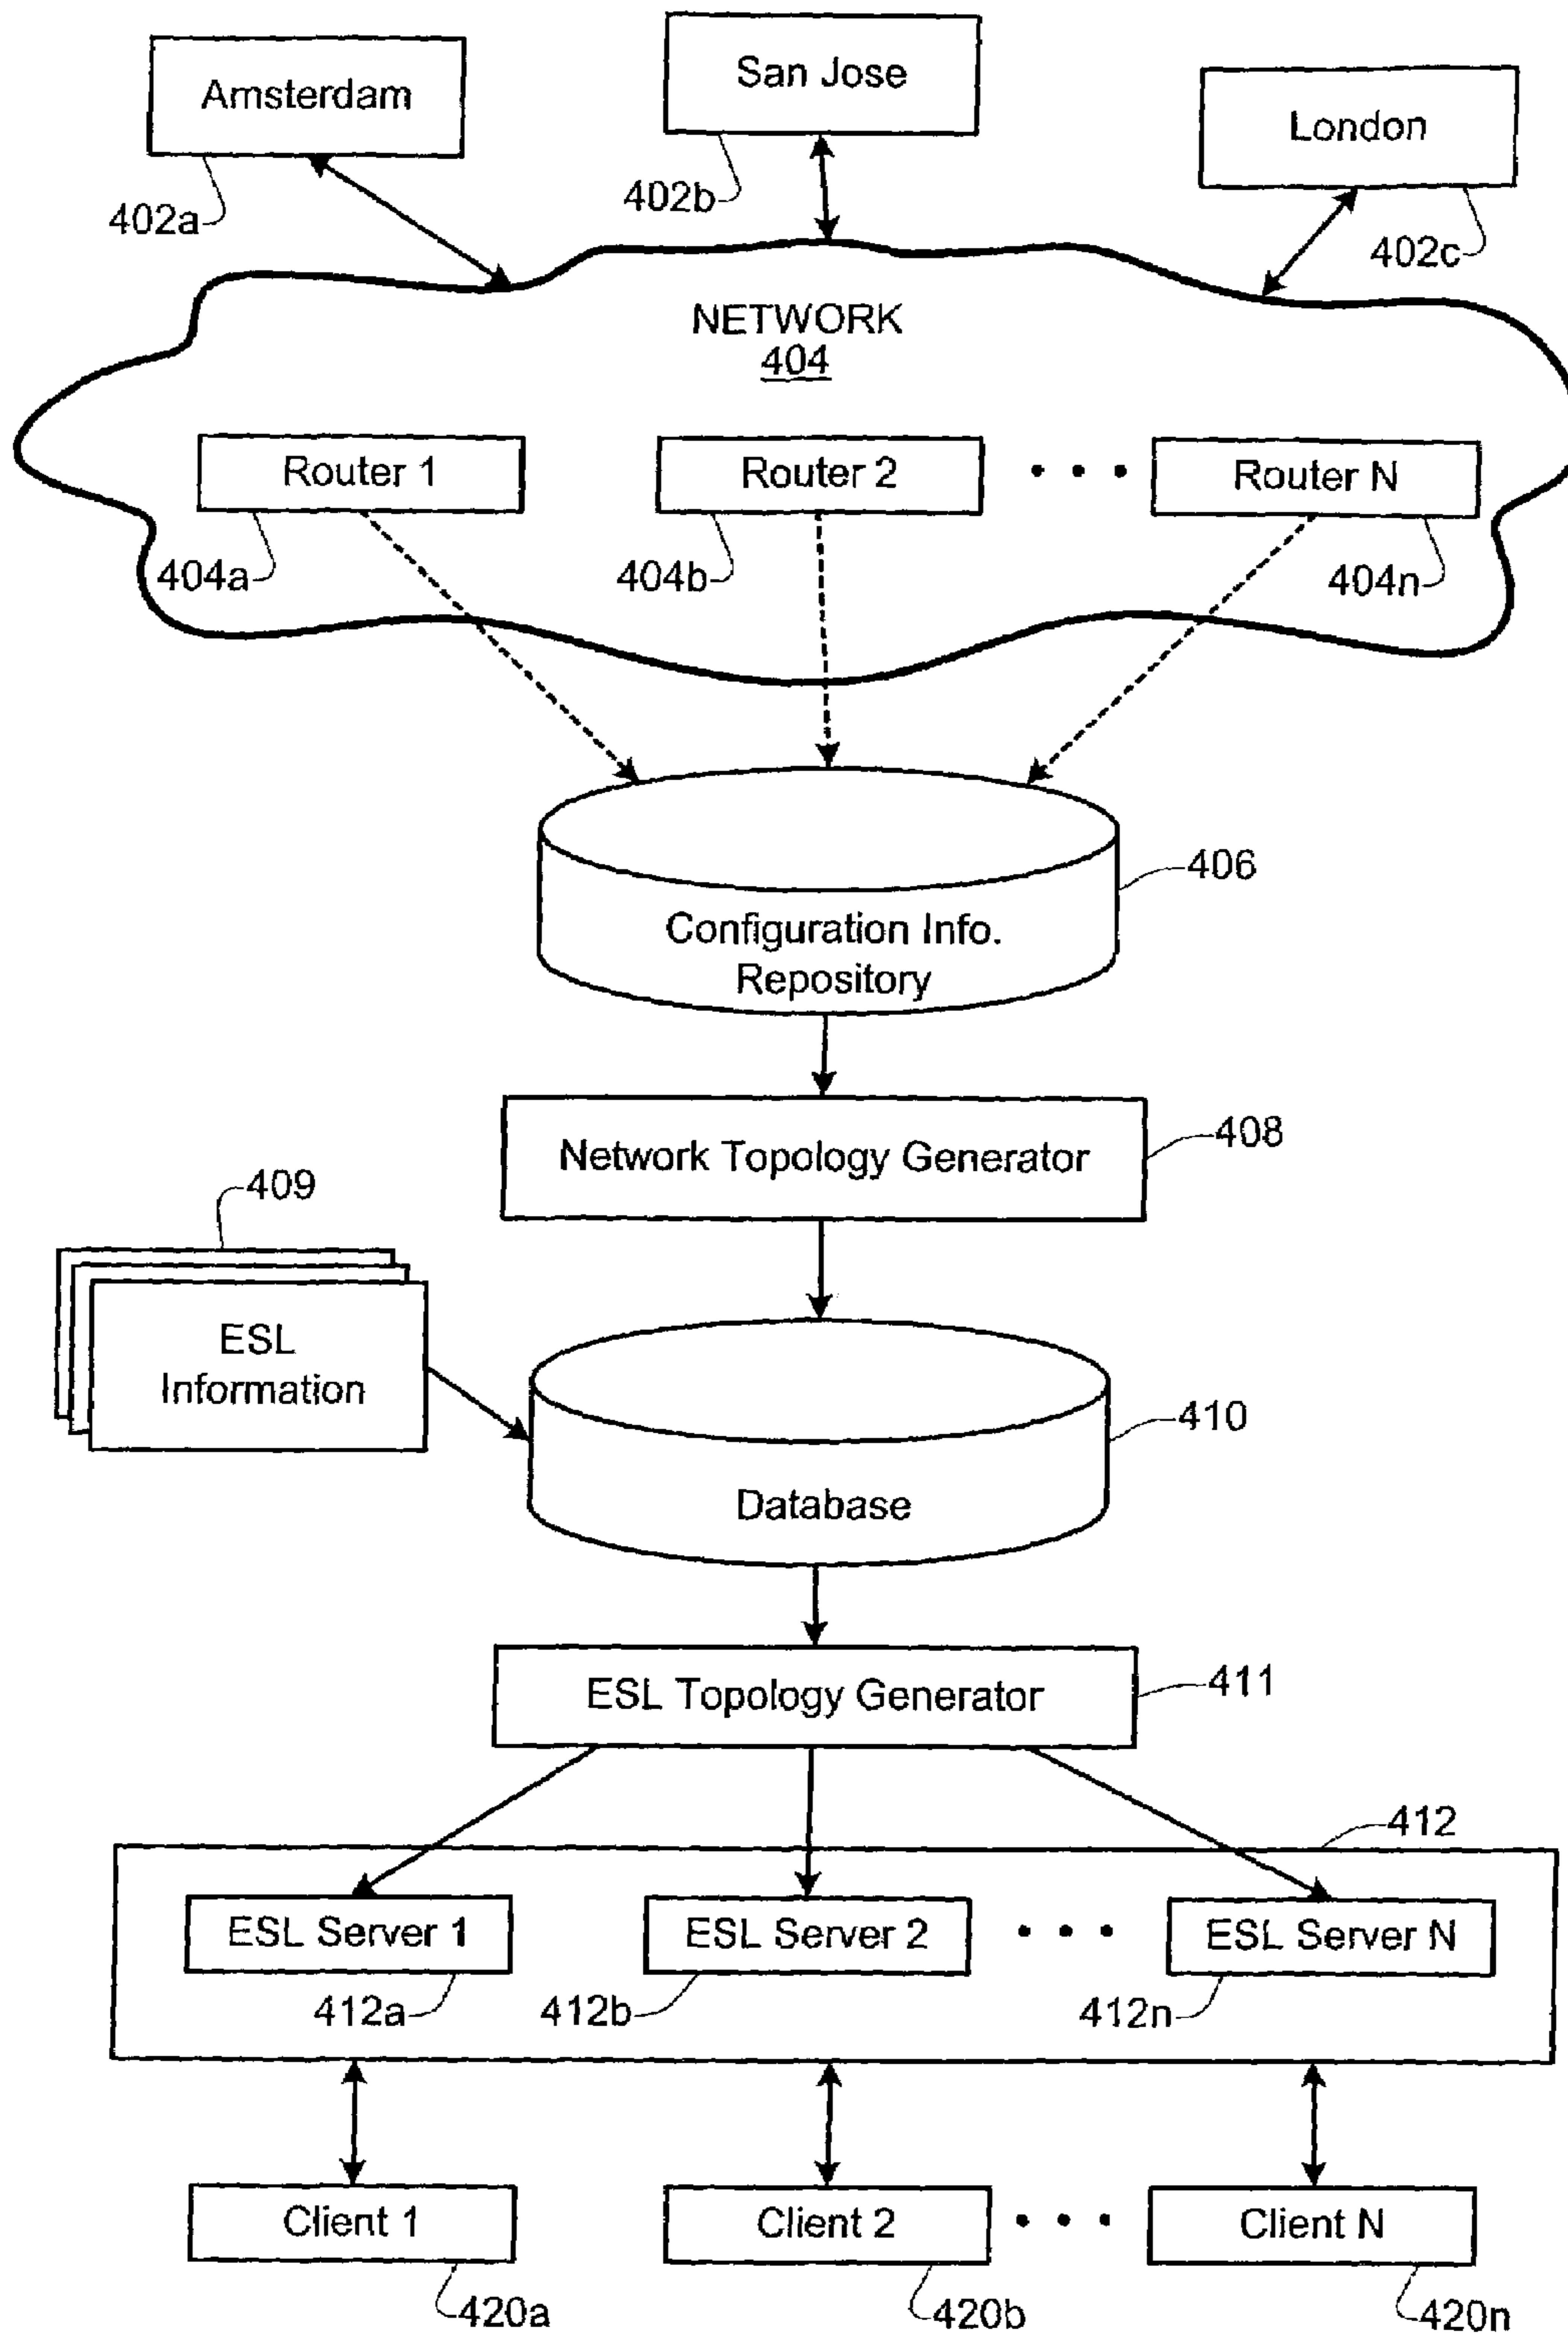 Amsterdam
San Jose
London
402a
402b
402c
NETWORK
404
Router 1
Router 2
Router N
404a
404b
404n
406
Configuration Info.
Repository
408
Network Topology Generator
409
ESL
Information
410
Database
411
ESL Topology Generator
412
ESL Server 1
ESL Server 2
ESL Server N
412a
412b
412n
Client 1
Client 2
Client N
420a
420b
420n